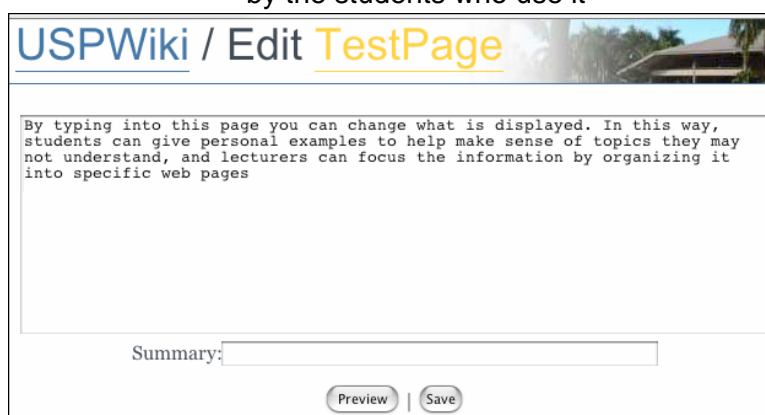 by the students who use it
USPWiki / Edit TestPage
By typing into this page you can change what is displayed. In this way,
students can give personal examples to help make sense of topics they may
not understand, and lecturers can focus the information by organizing it
into specific web pages
Summary:
Preview | Save